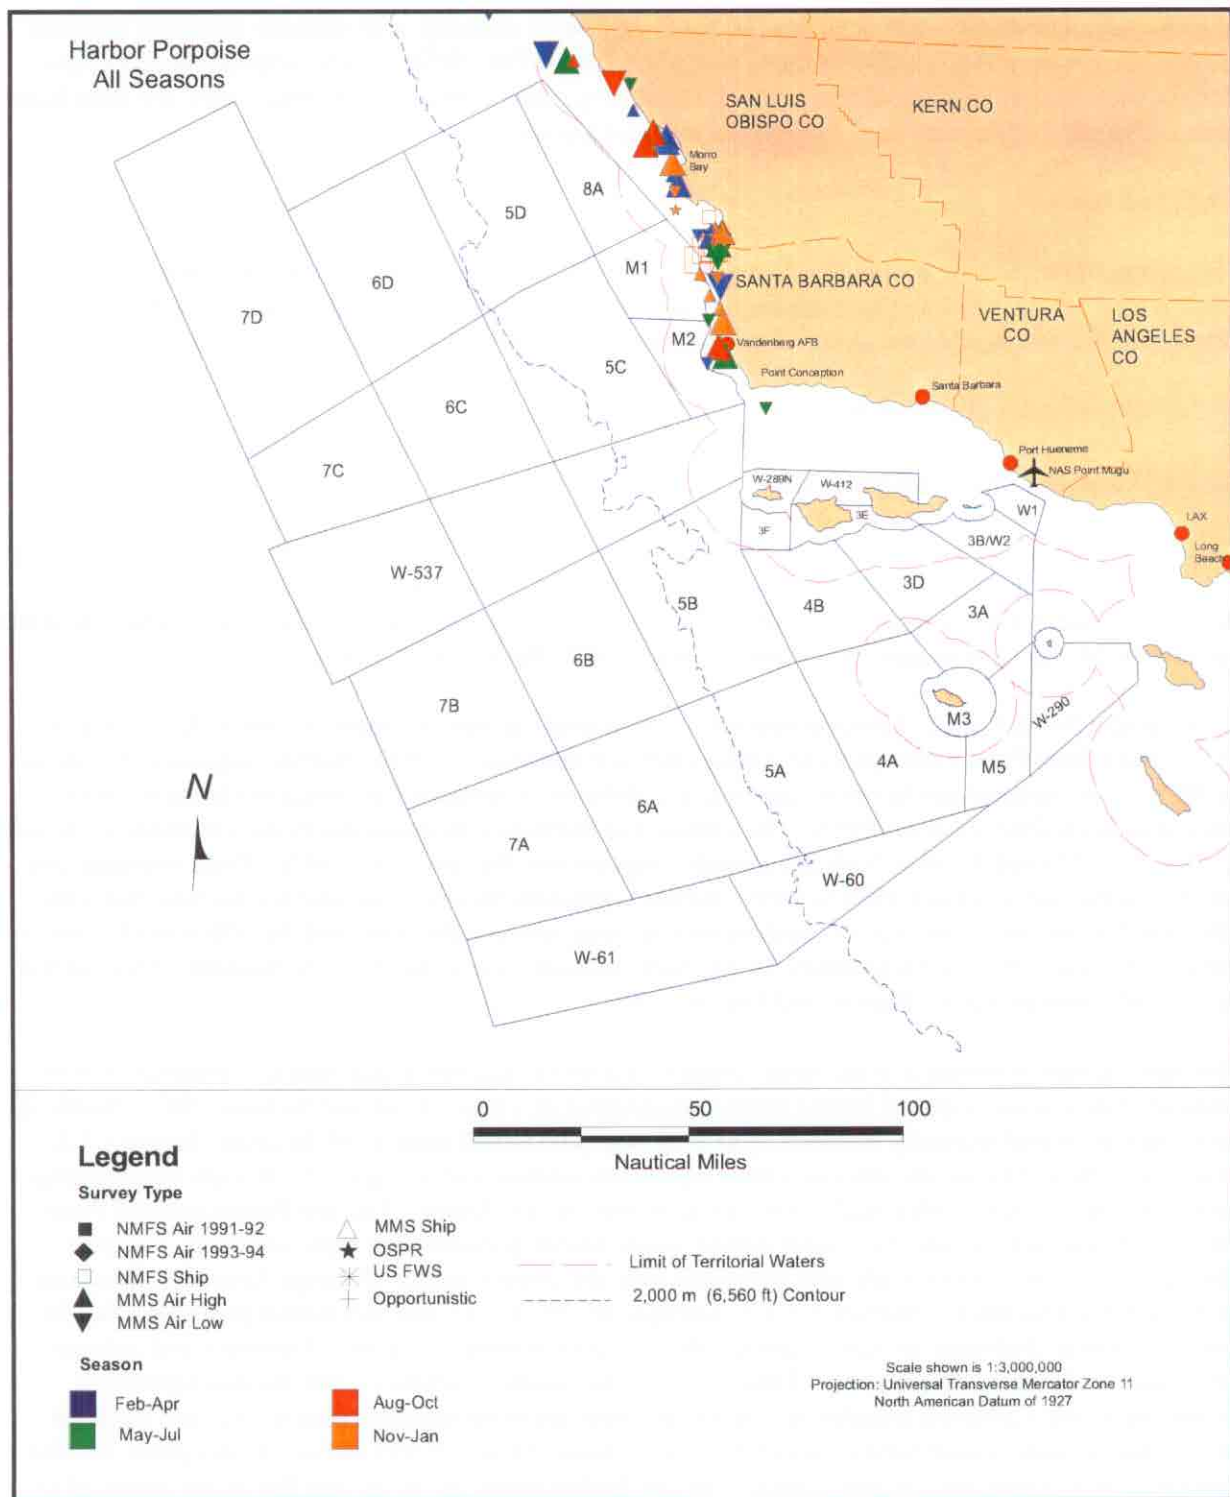 Harbor Porpoise
All Seasons
SAN LUIS
OBISPO CO
KERN CO
Morro
Bay
8A
5D
M1
6D
SANTA BARBARA CO
7D
VENTURA
CO
LOS
ANGELES
CO
M2
Vandenberg AFB
5C
Point Conception
Santa Barbara
6C
Port Hueneme
7C
NAS Point Mugu
W-289N
W-412
W1
3E
LAX
3F
3B/W2
Long
Beach
W-537
3D
5B
4B
3A
6B
7B
M3
W-290
N
5A
4A
M5
6A
7A
W-60
W-61
0 50 100
Nautical Miles
Legend
Survey Type
NMFS Air 1991-92
NMFS Air 1993-94
NMFS Ship
MMS Air High
MMS Air Low
MMS Ship
OSPR
US FWS
Opportunistic
Limit of Territorial Waters
2,000 m (6,560 ft) Contour
Season
Feb-Apr
May-Jul
Aug-Oct
Nov-Jan
Scale shown is 1:3,000,000
Projection: Universal Transverse Mercator Zone 11
North American Datum of 1927